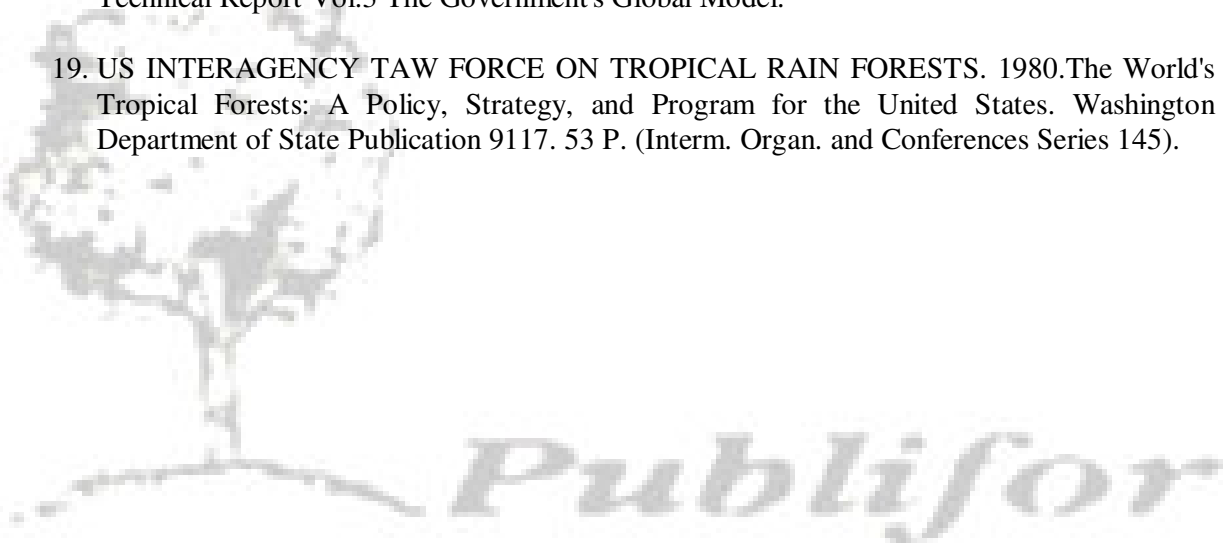 Technical Report Vol.3 The Government's Global Model.
19. US INTERAGENCY TAW FORCE ON TROPICAL RAIN FORESTS. 1980.The World's
Tropical Forests: A Policy, Strategy, and Program for the United States. Washington
Department of State Publication 9117. 53 P. (Interm. Organ. and Conferences Series 145).
Publifor